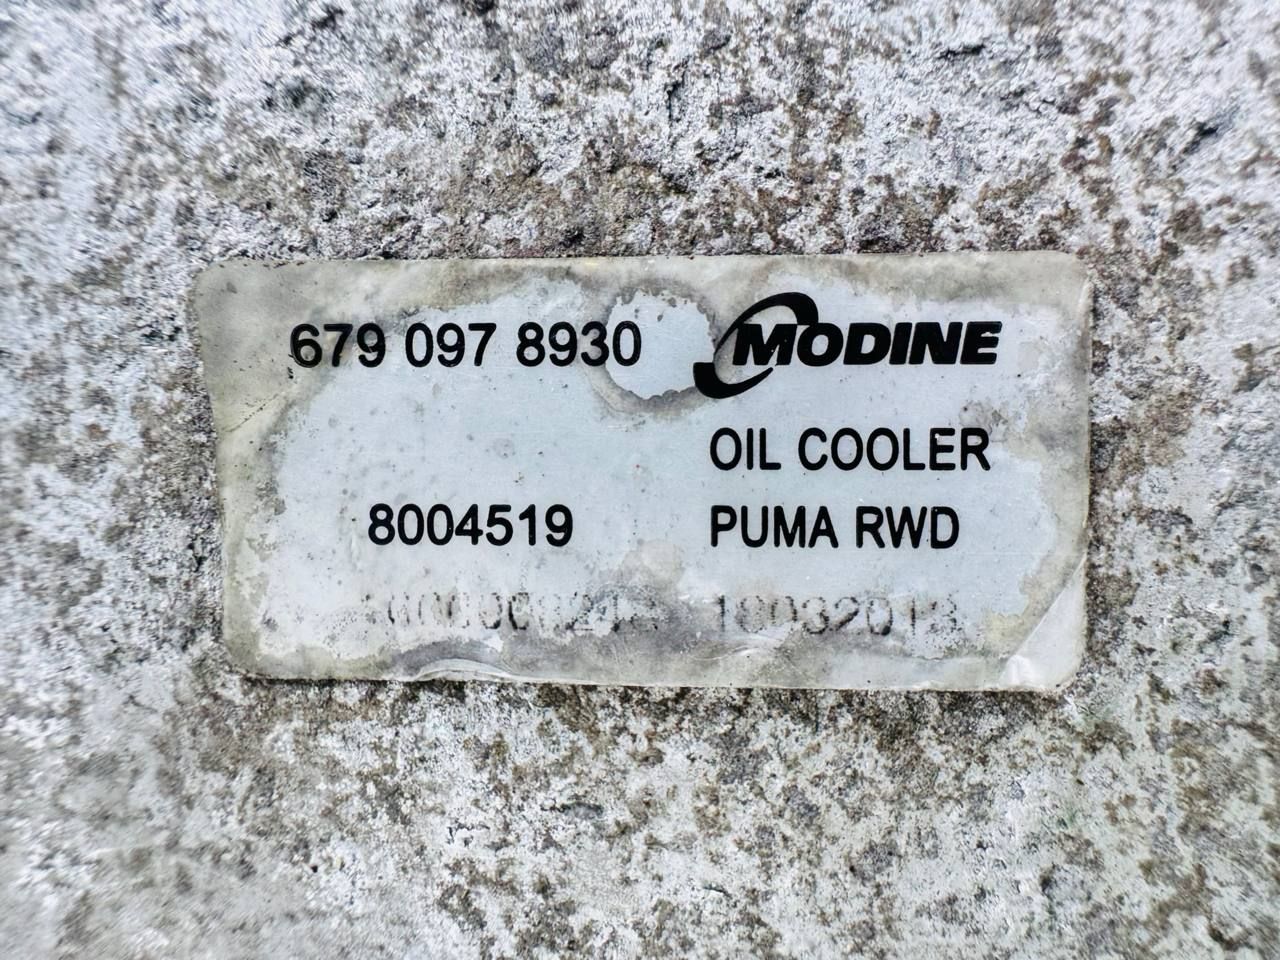 679 097 8930 MODINE
OIL COOLER
8004519 PUMA RWD